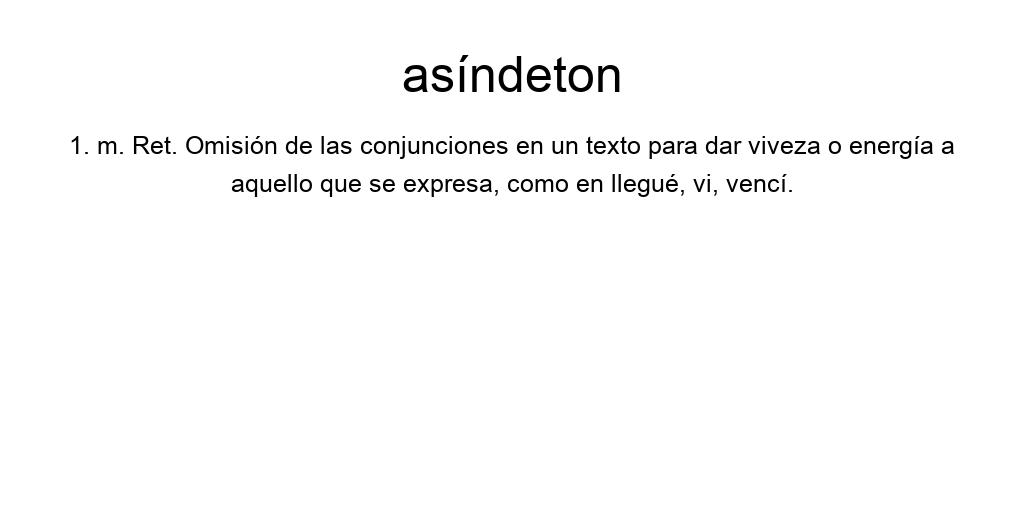 asíndeton
1. m. Ret. Omisión de las conjunciones en un texto para dar viveza o energía a
aquello que se expresa, como en llegué, vi, vencí.